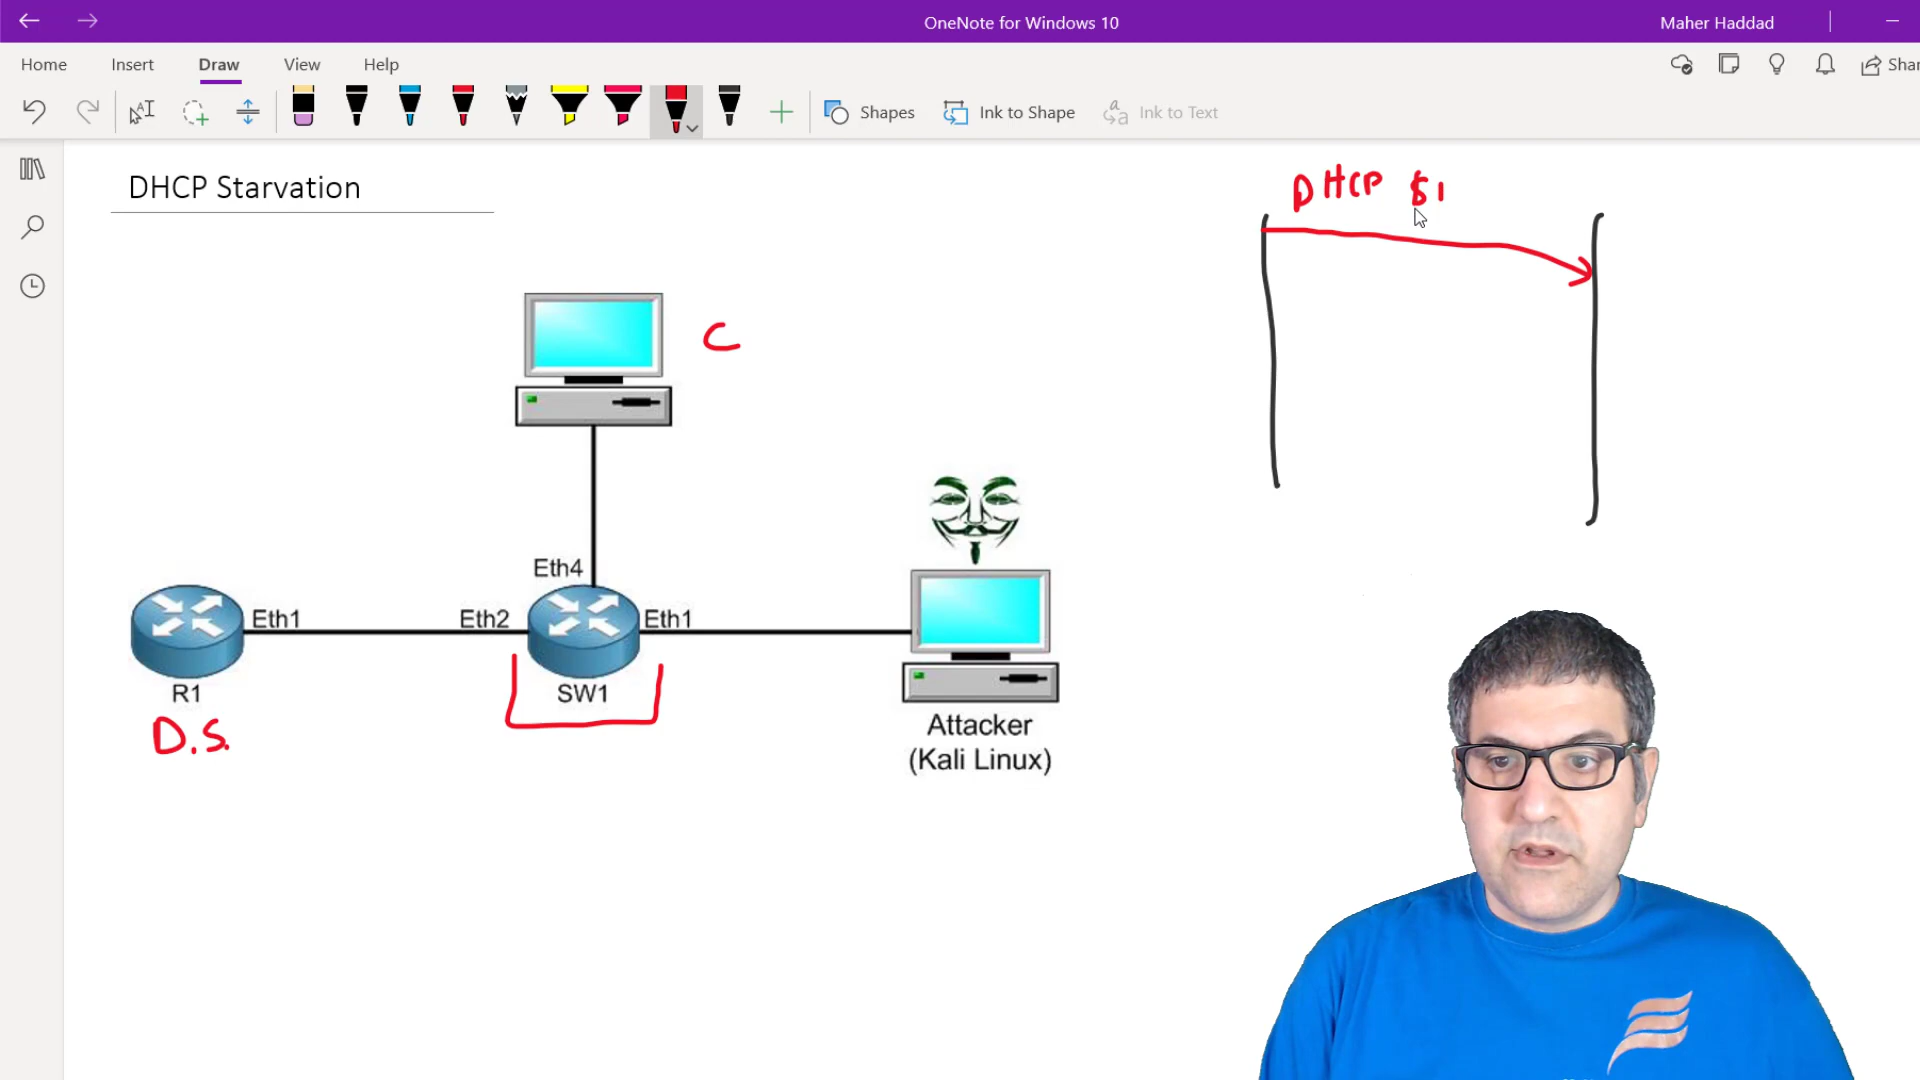 OneNote for Windows 10
Maher Haddad
Home Insert Draw View Help
Shar
Shapes Ink to Shape Ink to Text
DHCP Starvation
DHCP
C
Eth4
Eth1 Eth2 Eth1
R1 SW1
D.S.
Attacker
(Kali Linux)